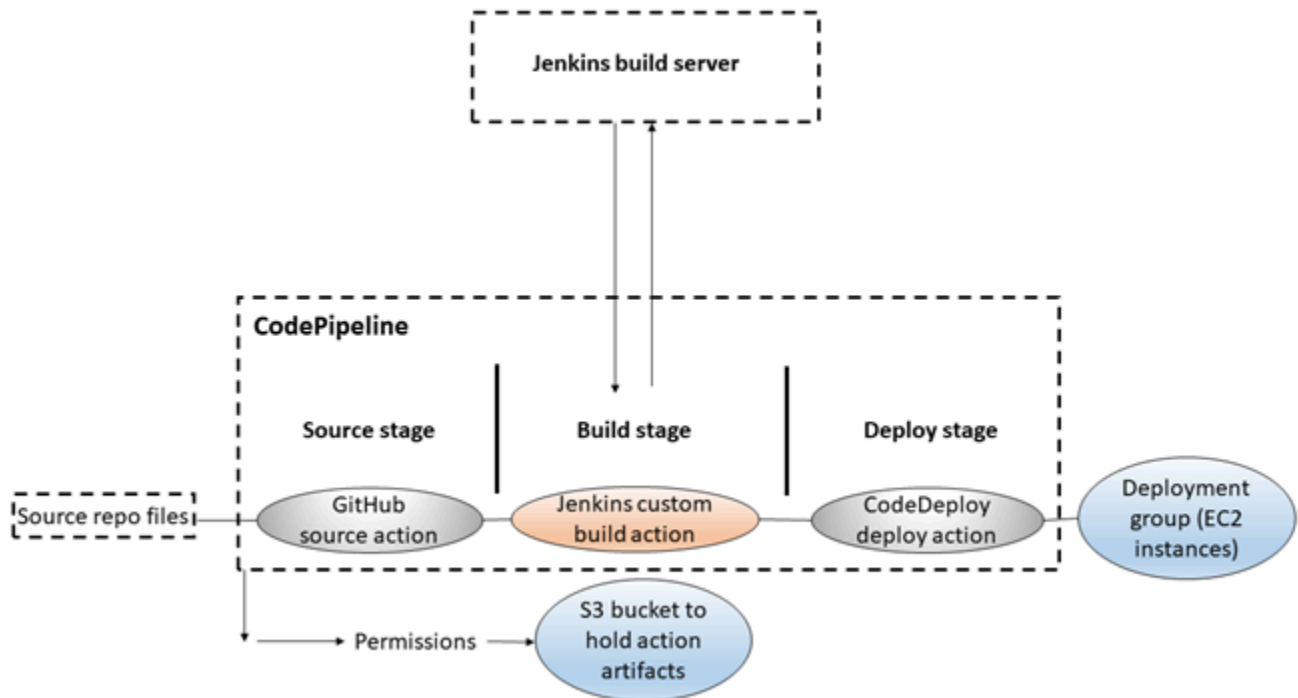 Jenkins build server
CodePipeline
Source stage
Build stage
Deploy stage
Source repo files
GitHub
source action
Jenkins custom
build action
CodeDeploy
deploy action
Deployment
group (EC2
instances)
Permissions
S3 bucket to
hold action
artifacts